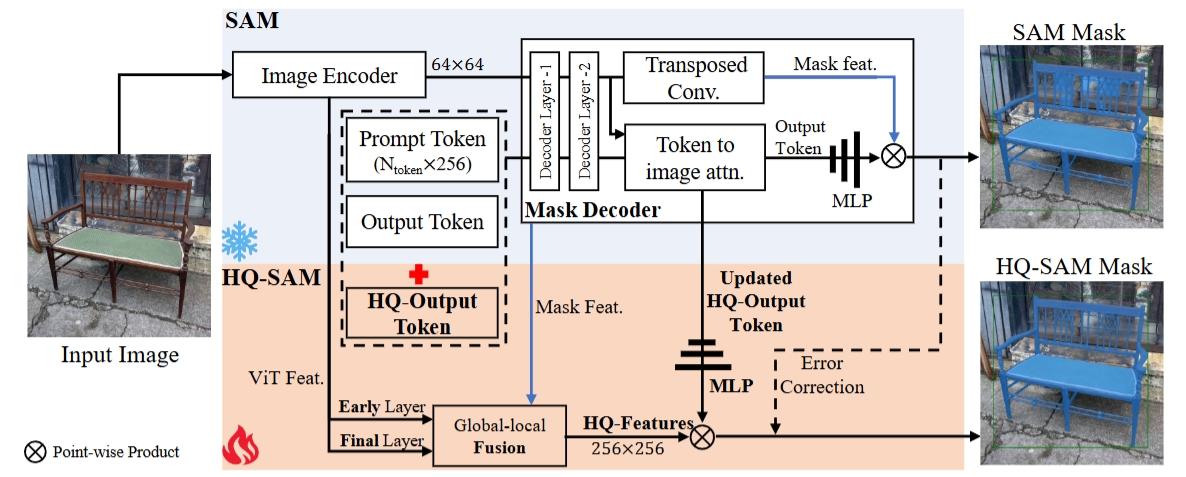 SAM
SAM Mask
Image Encoder
64×64
Decoder Layer -1
Decoder Layer -2
Transposed
Conv.
Mask feat.
Prompt Token
(Ntoken×256)
Token to
image attn.
Output
Token
MLP
Output Token
Mask Decoder
HQ-SAM
HQ-SAM Mask
HQ-Output
Token
Mask Feat.
Updated
HQ-Output
Token
Input Image
ViT Feat.
MLP
Error
Correction
Early Layer
Final Layer
Global-local
Fusion
HQ-Features
256×256
Point-wise Product